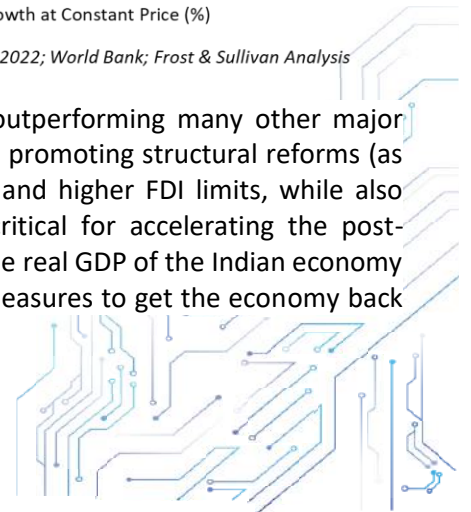 owth at Constant Price (%)
2022; World Bank; Frost & Sullivan Analysis
outperforming many other major
promoting structural reforms (as
and higher FDI limits, while also
critical for accelerating the post-
e real GDP of the Indian economy
easures to get the economy back